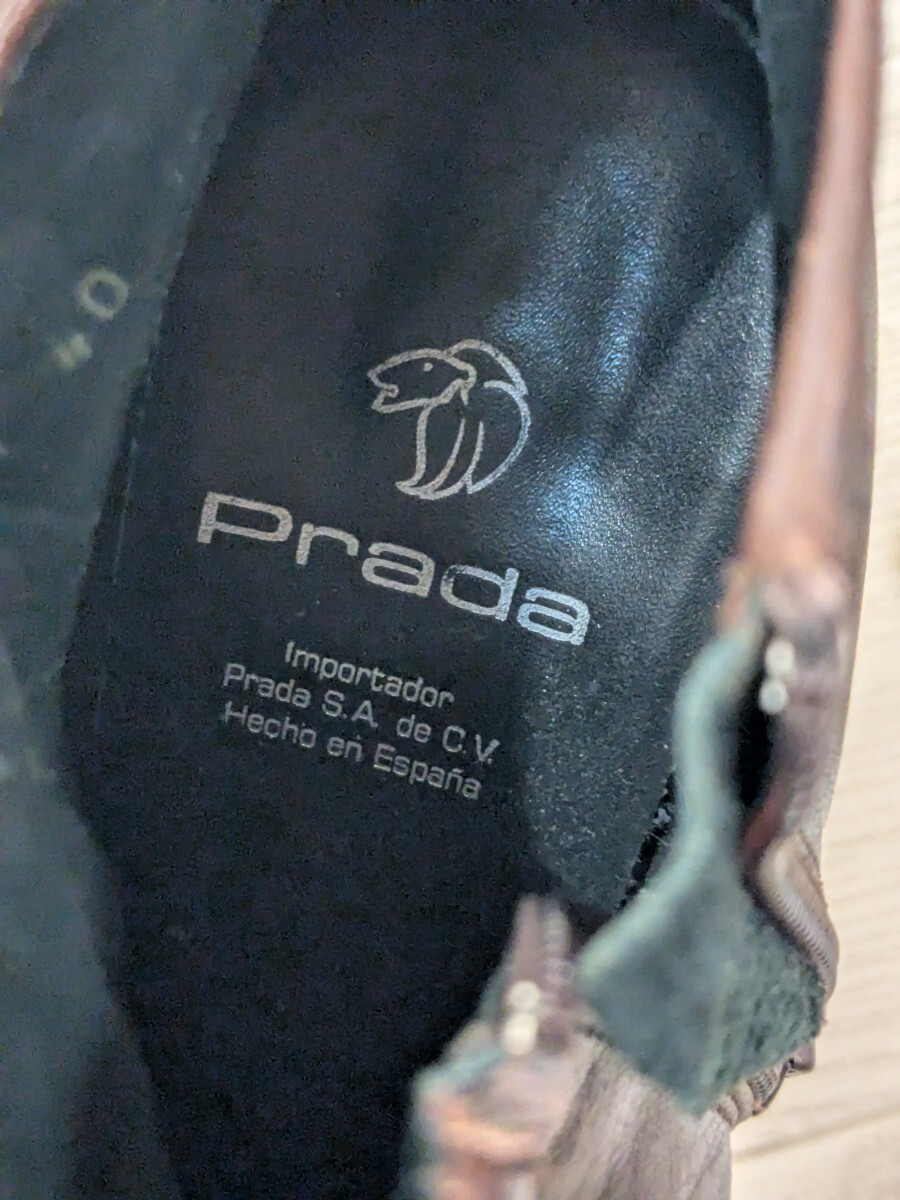 Prada
Importador
Prada S.A. de C.V.
Hecho en España